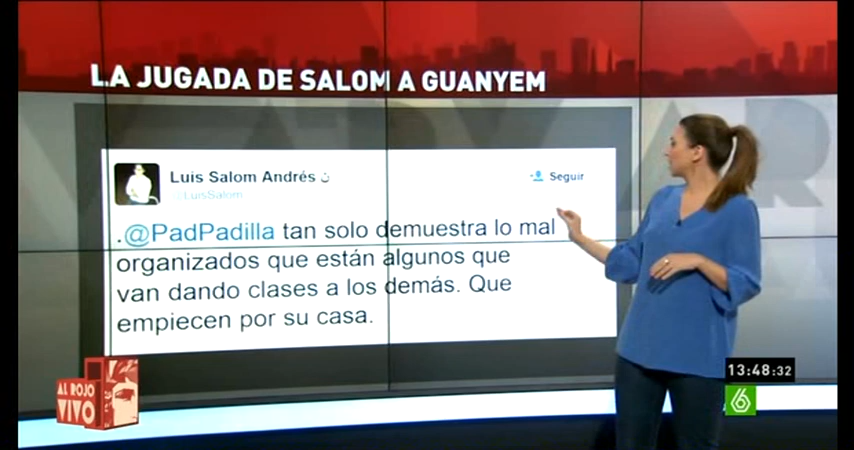 LA JUGADA DE SALOM A GUANYEM
Luis Salom Andrés
@LuisSalom
Seguir
.@PadPadilla tan solo demuestra lo mal
organizados que están algunos que
van dando clases a los demás. Que
empiecen por su casa.
AL ROJO
VIVO
13:48:32
6